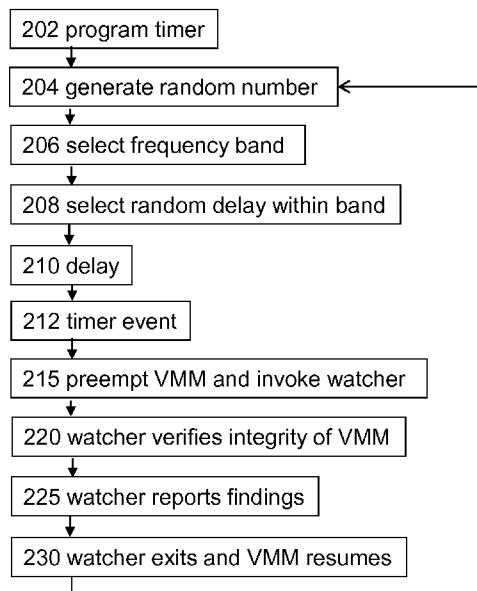 202 program timer
204 generate random number
206 select frequency band
208 select random delay within band
210 delay
212 timer event
215 preempt VMM and invoke watcher
220 watcher verifies integrity of VMM
225 watcher reports findings
230 watcher exits and VMM resumes